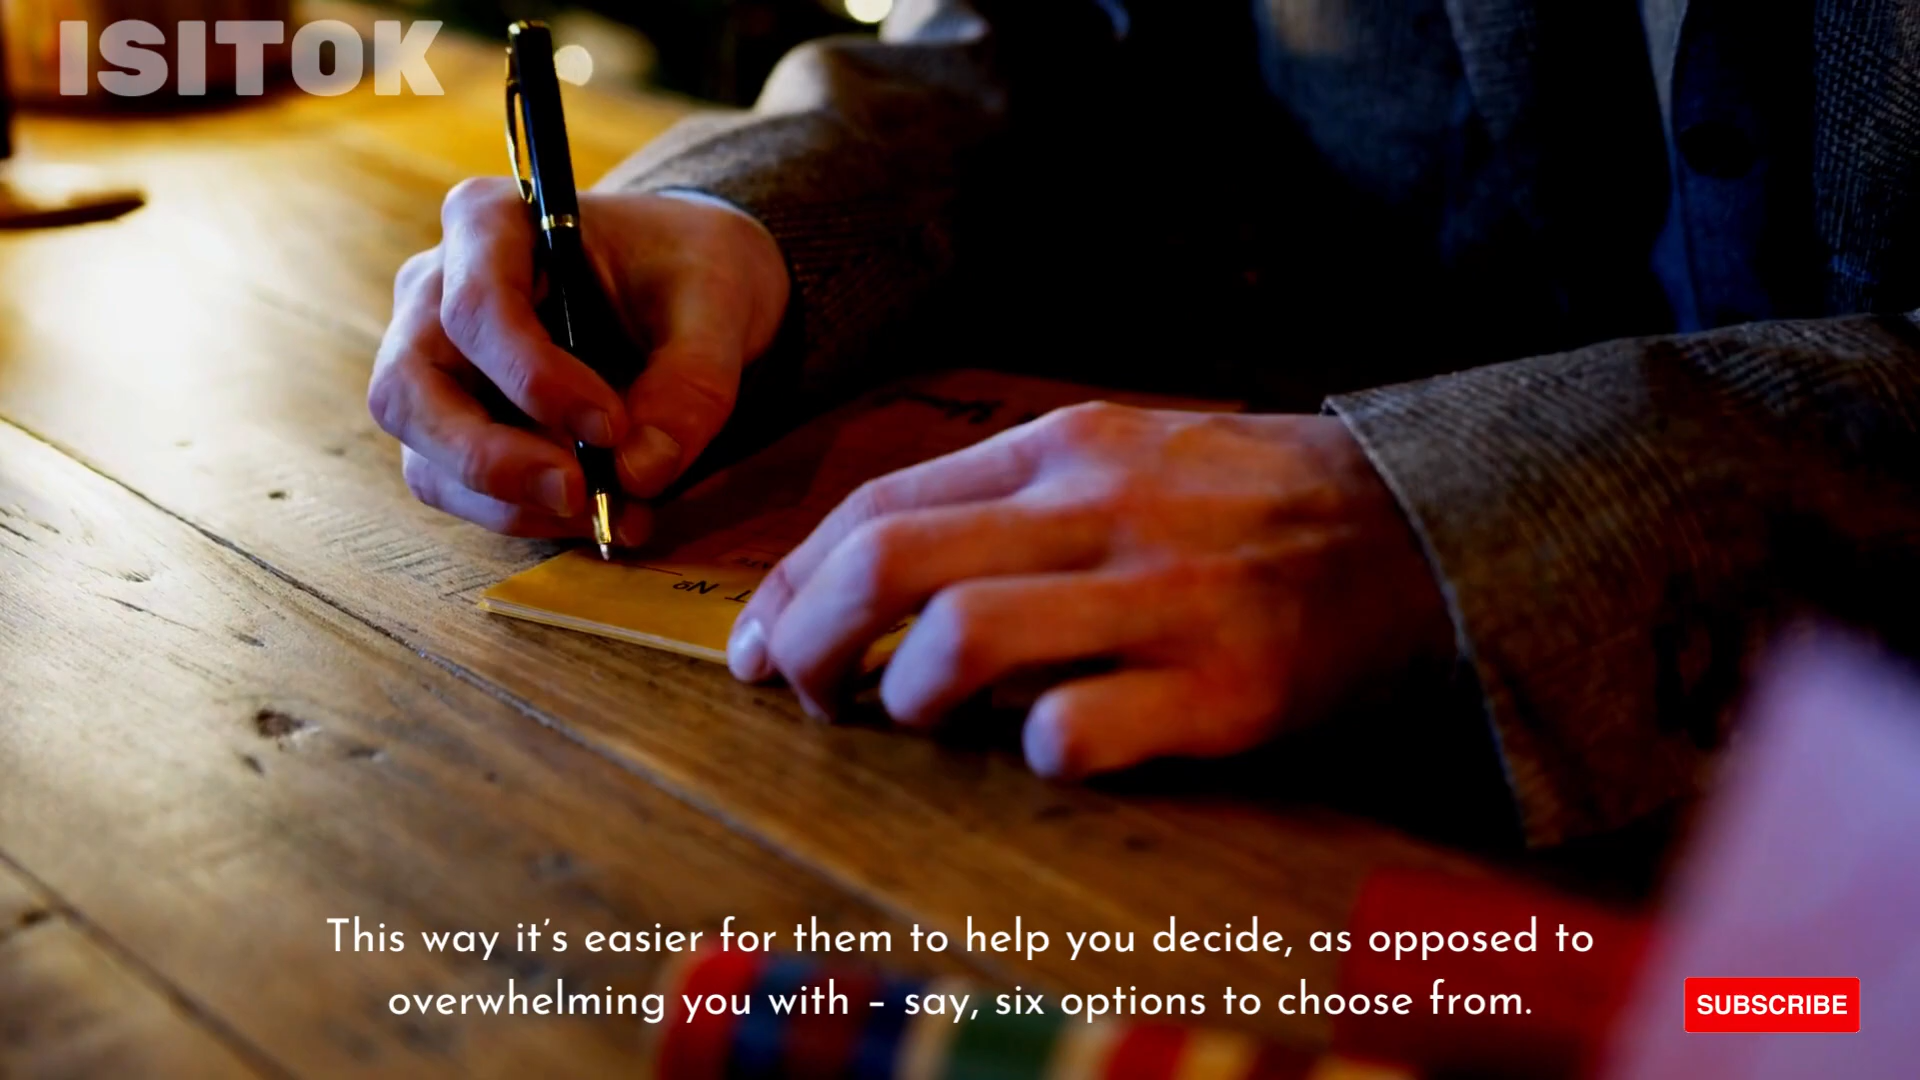 ISITOK
T Nº
This way it's easier for them to help you decide, as opposed to
overwhelming you with – say, six options to choose from.
SUBSCRIBE